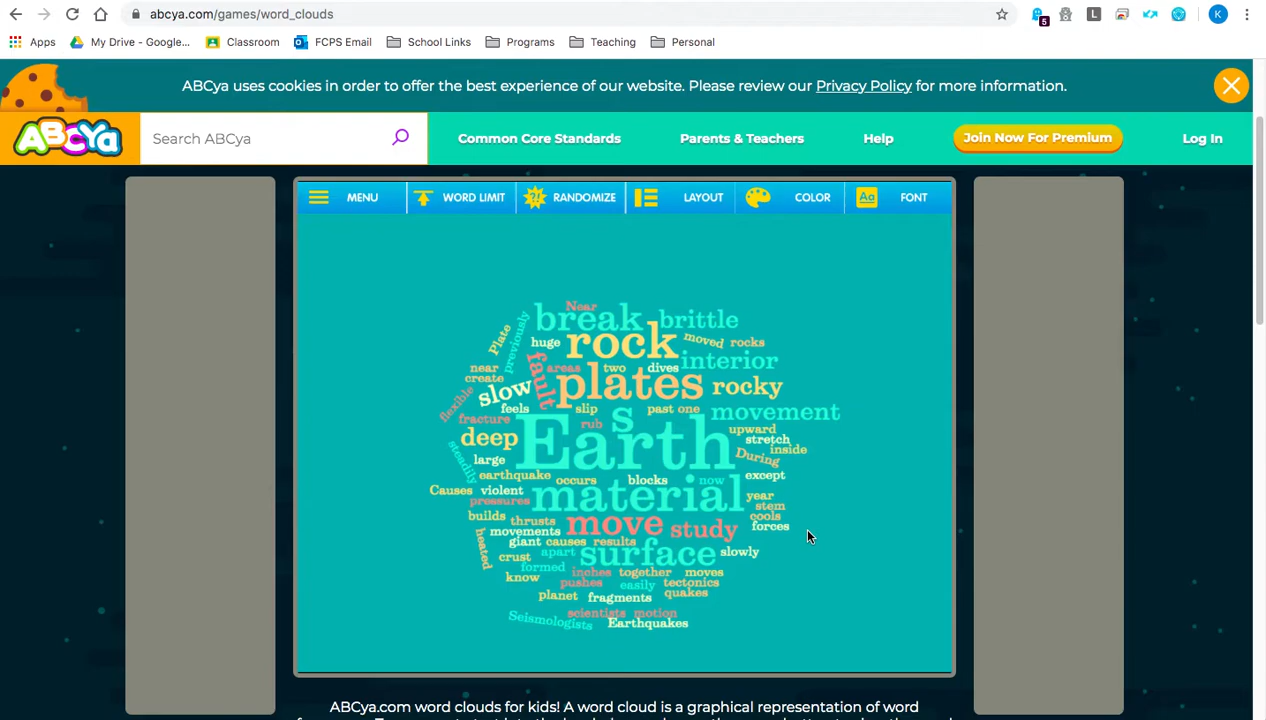 abcya.com/games/word_clouds
5
L
K
Apps My Drive - Google... Classroom FCPS Email School Links Programs Teaching Personal
ABCya uses cookies in order to offer the best experience of our website. Please review our Privacy Policy for more information.
ABCYa Search ABCya Common Core Standards Parents & Teachers Help Join Now For Premium Log In
MENU WORD LIMIT RANDOMIZE LAYOUT COLOR Aa FONT
Near
break brittle
Plate previously huge rock moved rocks
near fault areas two dives interior
create slow plates rocky
flexible feels slip past one movement
fracture rub s upward
deep Earth stretch
steadily large During inside
earthquake occurs blocks now except
Causes violent material year
pressures stem
builds thrusts move study cools
movements forces
heated giant causes results
crust apart surface slowly
formed inches together moves
know pushes easily tectonics
planet fragments quakes
scientists motion
Seismologists Earthquakes
ABCya.com word clouds for kids! A word cloud is a graphical representation of word